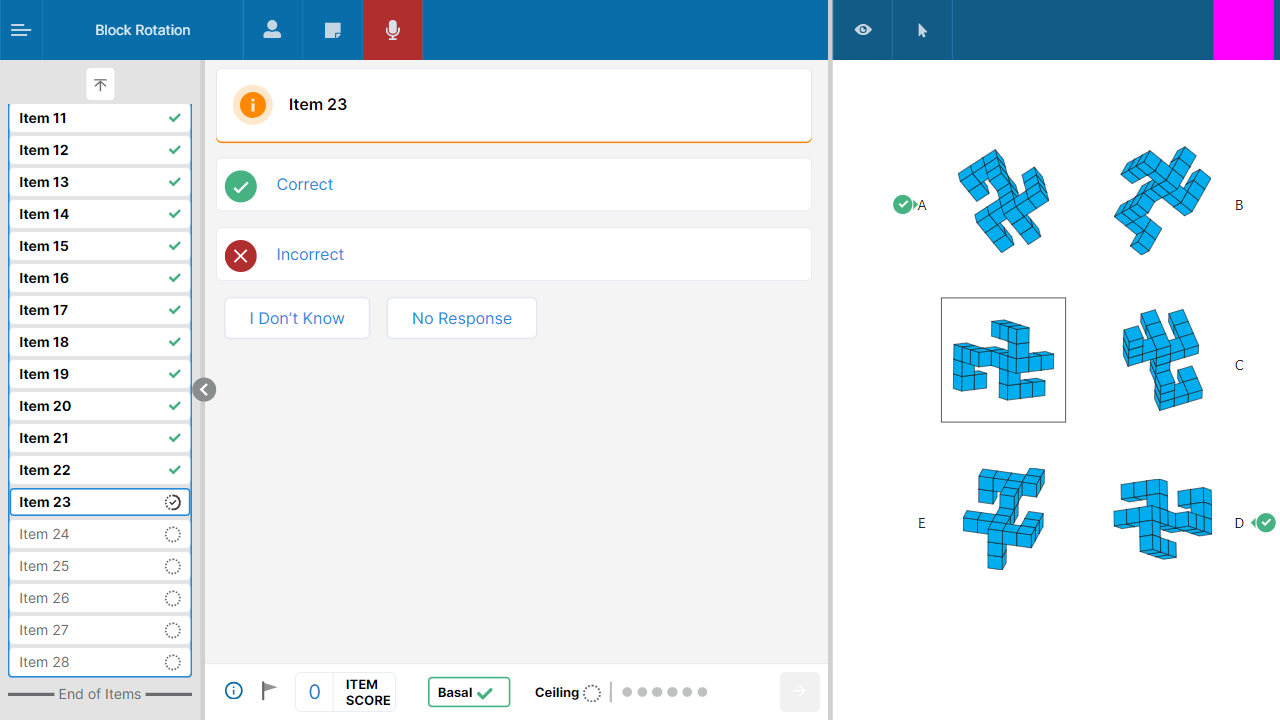 Block Rotation
Item 11
Item 12
Item 13
Item 14
Item 15
Item 16
Item 17
Item 18
Item 19
Item 20
Item 21
Item 22
Item 23
Item 24
Item 25
Item 26
Item 27
Item 28
End of Items
Item 23
Correct
Incorrect
I Don't Know
No Response
0
ITEM
SCORE
Basal
Ceiling
A
B
C
E
D